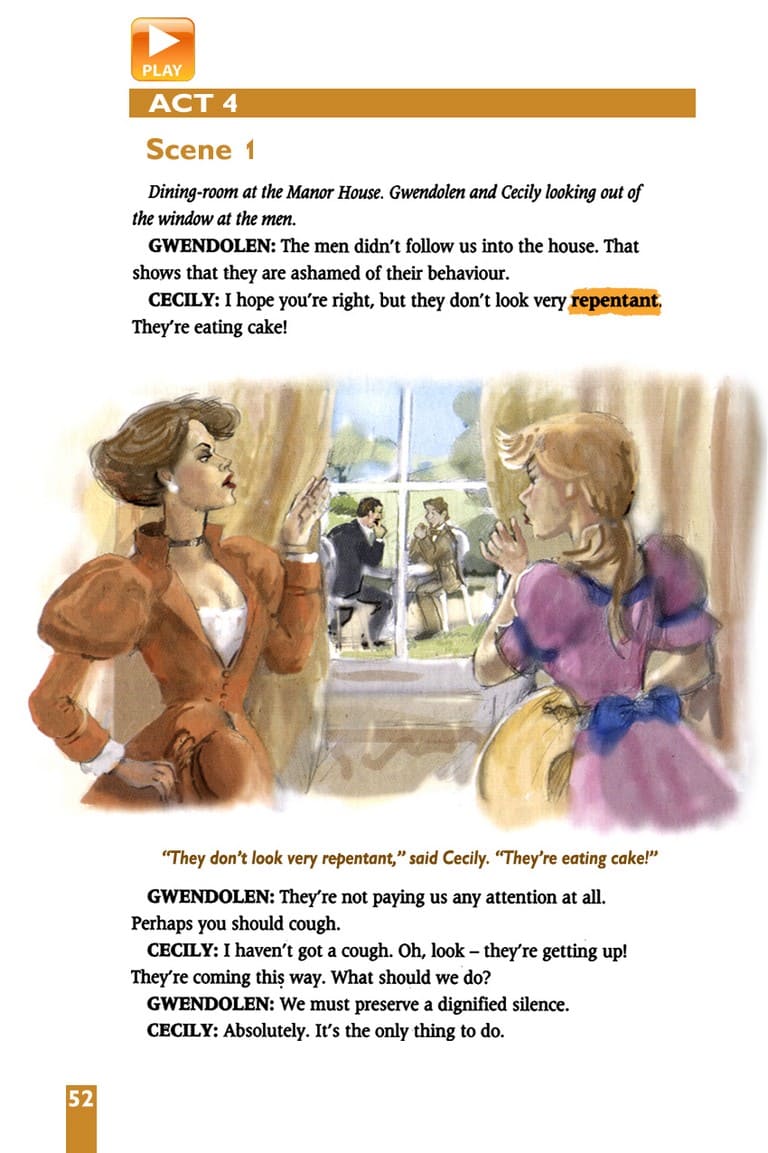 PLAY
ACT 4
Scene 1
Dining-room at the Manor House. Gwendolen and Cecily looking out of
the window at the men.
GWENDOLEN: The men didn't follow us into the house. That
shows that they are ashamed of their behaviour.
CECILY: I hope you're right, but they don't look very repentant.
They're eating cake!
"They don't look very repentant," said Cecily. "They're eating cake!"
GWENDOLEN: They're not paying us any attention at all.
Perhaps you should cough.
CECILY: I haven't got a cough. Oh, look – they're getting up!
They're coming this way. What should we do?
GWENDOLEN: We must preserve a dignified silence.
CECILY: Absolutely. It's the only thing to do.
52